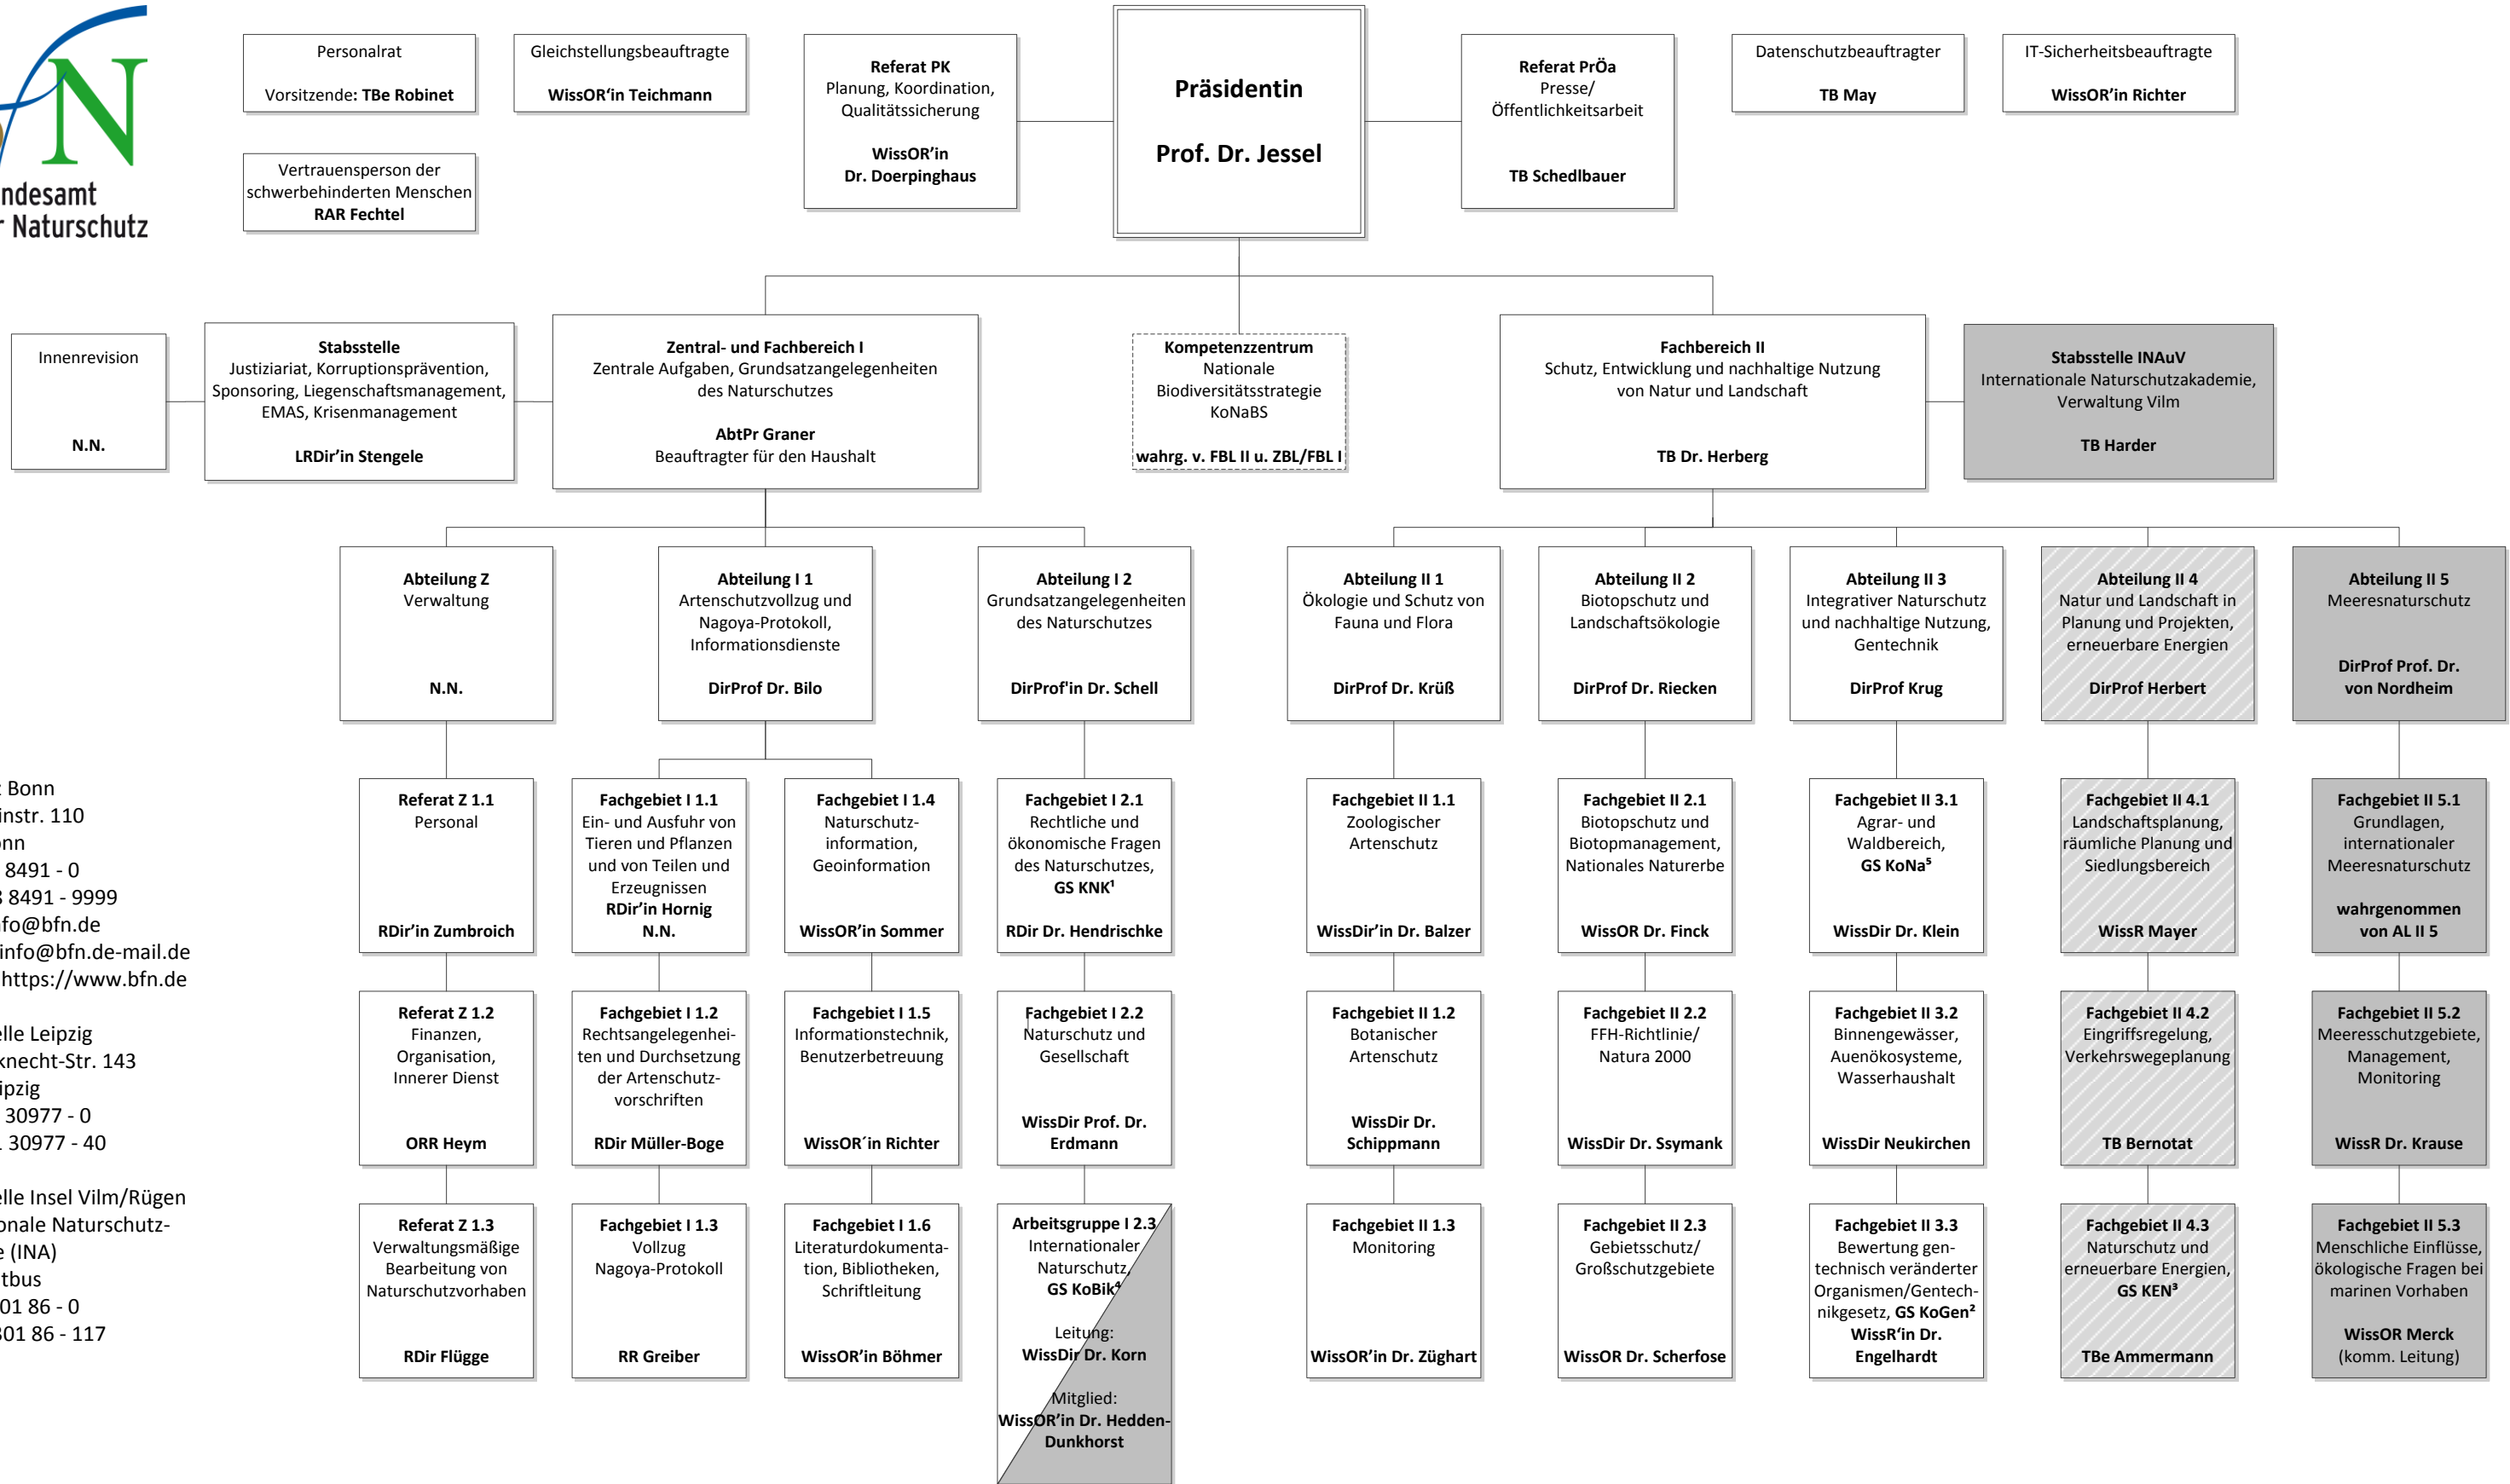 N
ndesamt
r Naturschutz
Personalrat
Vorsitzende: TBe Robinet
Gleichstellungsbeauftragte
WissOR‘in Teichmann
Vertrauensperson der
schwerbehinderten Menschen
RAR Fechtel
Referat PK
Planung, Koordination,
Qualitätssicherung
WissOR’in
Dr. Doerpinghaus
Präsidentin
Prof. Dr. Jessel
Referat PrÖa
Presse/
Öffentlichkeitsarbeit
TB Schedlbauer
Datenschutzbeauftragter
TB May
IT-Sicherheitsbeauftragte
WissOR’in Richter
Innenrevision
N.N.
Stabsstelle
Justiziariat, Korruptionsprävention,
Sponsoring, Liegenschaftsmanagement,
EMAS, Krisenmanagement
LRDir’in Stengele
Zentral- und Fachbereich I
Zentrale Aufgaben, Grundsatzangelegenheiten
des Naturschutzes
AbtPr Graner
Beauftragter für den Haushalt
Kompetenzzentrum
Nationale
Biodiversitätsstrategie
KoNaBS
wahrg. v. FBL II u. ZBL/FBL I
Fachbereich II
Schutz, Entwicklung und nachhaltige Nutzung
von Natur und Landschaft
TB Dr. Herberg
Stabsstelle INAuV
Internationale Naturschutzakademie,
Verwaltung Vilm
TB Harder
Abteilung Z
Verwaltung
N.N.
Abteilung I 1
Artenschutzvollzug und
Nagoya-Protokoll,
Informationsdienste
DirProf Dr. Bilo
Abteilung I 2
Grundsatzangelegenheiten
des Naturschutzes
DirProf'in Dr. Schell
Abteilung II 1
Ökologie und Schutz von
Fauna und Flora
DirProf Dr. Krüß
Abteilung II 2
Biotopschutz und
Landschaftsökologie
DirProf Dr. Riecken
Abteilung II 3
Integrativer Naturschutz
und nachhaltige Nutzung,
Gentechnik
DirProf Krug
Abteilung II 4
Natur und Landschaft in
Planung und Projekten,
erneuerbare Energien
DirProf Herbert
Abteilung II 5
Meeresnaturschutz
DirProf Prof. Dr.
von Nordheim
: Bonn
instr. 110
onn
8491 - 0
8 8491 - 9999
nfo@bfn.de
info@bfn.de-mail.de
https://www.bfn.de
elle Leipzig
knecht-Str. 143
ipzig
30977 - 0
1 30977 - 40
elle Insel Vilm/Rügen
onale Naturschutz-
e (INA)
tbus
01 86 - 0
301 86 - 117
Referat Z 1.1
Personal
RDir’in Zumbroich
Fachgebiet I 1.1
Ein- und Ausfuhr von
Tieren und Pflanzen
und von Teilen und
Erzeugnissen
RDir’in Hornig
N.N.
Fachgebiet I 1.4
Naturschutz-
information,
Geoinformation
WissOR’in Sommer
Fachgebiet I 2.1
Rechtliche und
ökonomische Fragen
des Naturschutzes,
GS KNK¹
RDir Dr. Hendrischke
Fachgebiet II 1.1
Zoologischer
Artenschutz
WissDir’in Dr. Balzer
Fachgebiet II 2.1
Biotopschutz und
Biotopmanagement,
Nationales Naturerbe
WissOR Dr. Finck
Fachgebiet II 3.1
Agrar- und
Waldbereich,
GS KoNa⁵
WissDir Dr. Klein
Fachgebiet II 4.1
Landschaftsplanung,
räumliche Planung und
Siedlungsbereich
WissR Mayer
Fachgebiet II 5.1
Grundlagen,
internationaler
Meeresnaturschutz
wahrgenommen
von AL II 5
Referat Z 1.2
Finanzen,
Organisation,
Innerer Dienst
ORR Heym
Fachgebiet I 1.2
Rechtsangelegenhei-
ten und Durchsetzung
der Artenschutz-
vorschriften
RDir Müller-Boge
Fachgebiet I 1.5
Informationstechnik,
Benutzerbetreuung
WissOR´in Richter
Fachgebiet I 2.2
Naturschutz und
Gesellschaft
WissDir Prof. Dr.
Erdmann
Fachgebiet II 1.2
Botanischer
Artenschutz
WissDir Dr.
Schippmann
Fachgebiet II 2.2
FFH-Richtlinie/
Natura 2000
WissDir Dr. Ssymank
Fachgebiet II 3.2
Binnengewässer,
Auenökosysteme,
Wasserhaushalt
WissDir Neukirchen
Fachgebiet II 4.2
Eingriffsregelung,
Verkehrswegeplanung
TB Bernotat
Fachgebiet II 5.2
Meeresschutzgebiete,
Management,
Monitoring
WissR Dr. Krause
Referat Z 1.3
Verwaltungsmäßige
Bearbeitung von
Naturschutzvorhaben
RDir Flügge
Fachgebiet I 1.3
Vollzug
Nagoya-Protokoll
RR Greiber
Fachgebiet I 1.6
Literaturdokumenta-
tion, Bibliotheken,
Schriftleitung
WissOR’in Böhmer
Arbeitsgruppe I 2.3
Internationaler
Naturschutz,
GS KoBik⁴
Leitung:
WissDir Dr. Korn
Mitglied:
WissOR’in Dr. Hedden-
Dunkhorst
Fachgebiet II 1.3
Monitoring
WissOR’in Dr. Züghart
Fachgebiet II 2.3
Gebietsschutz/
Großschutzgebiete
WissOR Dr. Scherfose
Fachgebiet II 3.3
Bewertung gen-
technisch veränderter
Organismen/Gentech-
nikgesetz, GS KoGen²
WissR‘in Dr.
Engelhardt
Fachgebiet II 4.3
Naturschutz und
erneuerbare Energien,
GS KEN³
TBe Ammermann
Fachgebiet II 5.3
Menschliche Einflüsse,
ökologische Fragen bei
marinen Vorhaben
WissOR Merck
(komm. Leitung)